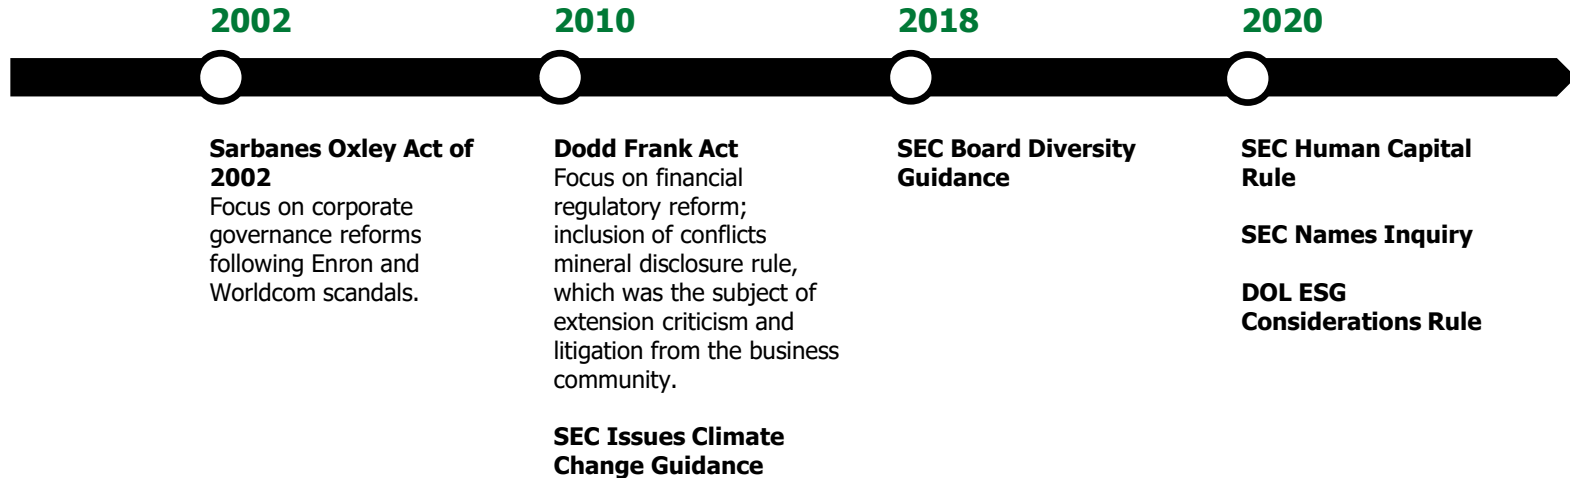 2002
Sarbanes Oxley Act of
2002
Focus on corporate
governance reforms
following Enron and
Worldcom scandals.
2010
Dodd Frank Act
Focus on financial
regulatory reform;
inclusion of conflicts
mineral disclosure rule,
which was the subject of
extension criticism and
litigation from the business
community.
SEC Issues Climate
Change Guidance
2018
SEC Board Diversity
Guidance
2020
SEC Human Capital
Rule
SEC Names Inquiry
DOL ESG
Considerations Rule